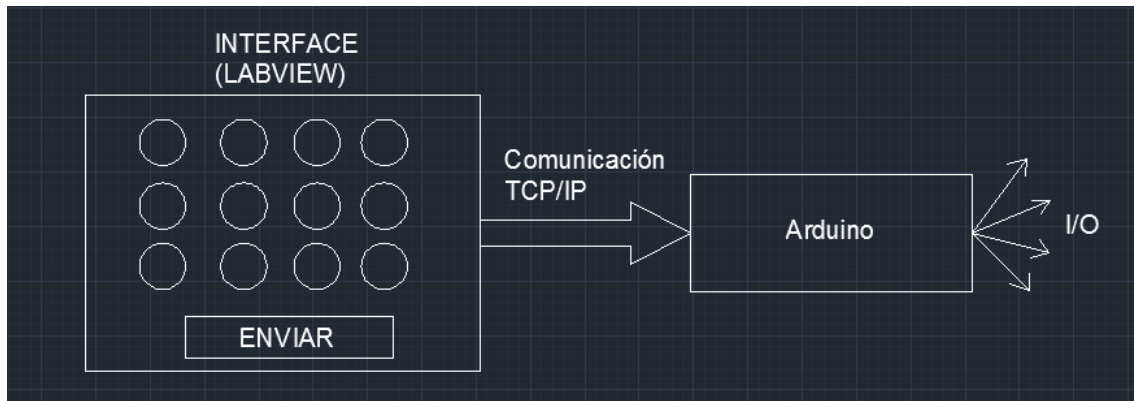 INTERFACE
(LABVIEW)
Comunicación
TCP/IP
Arduino
I/O
ENVIAR